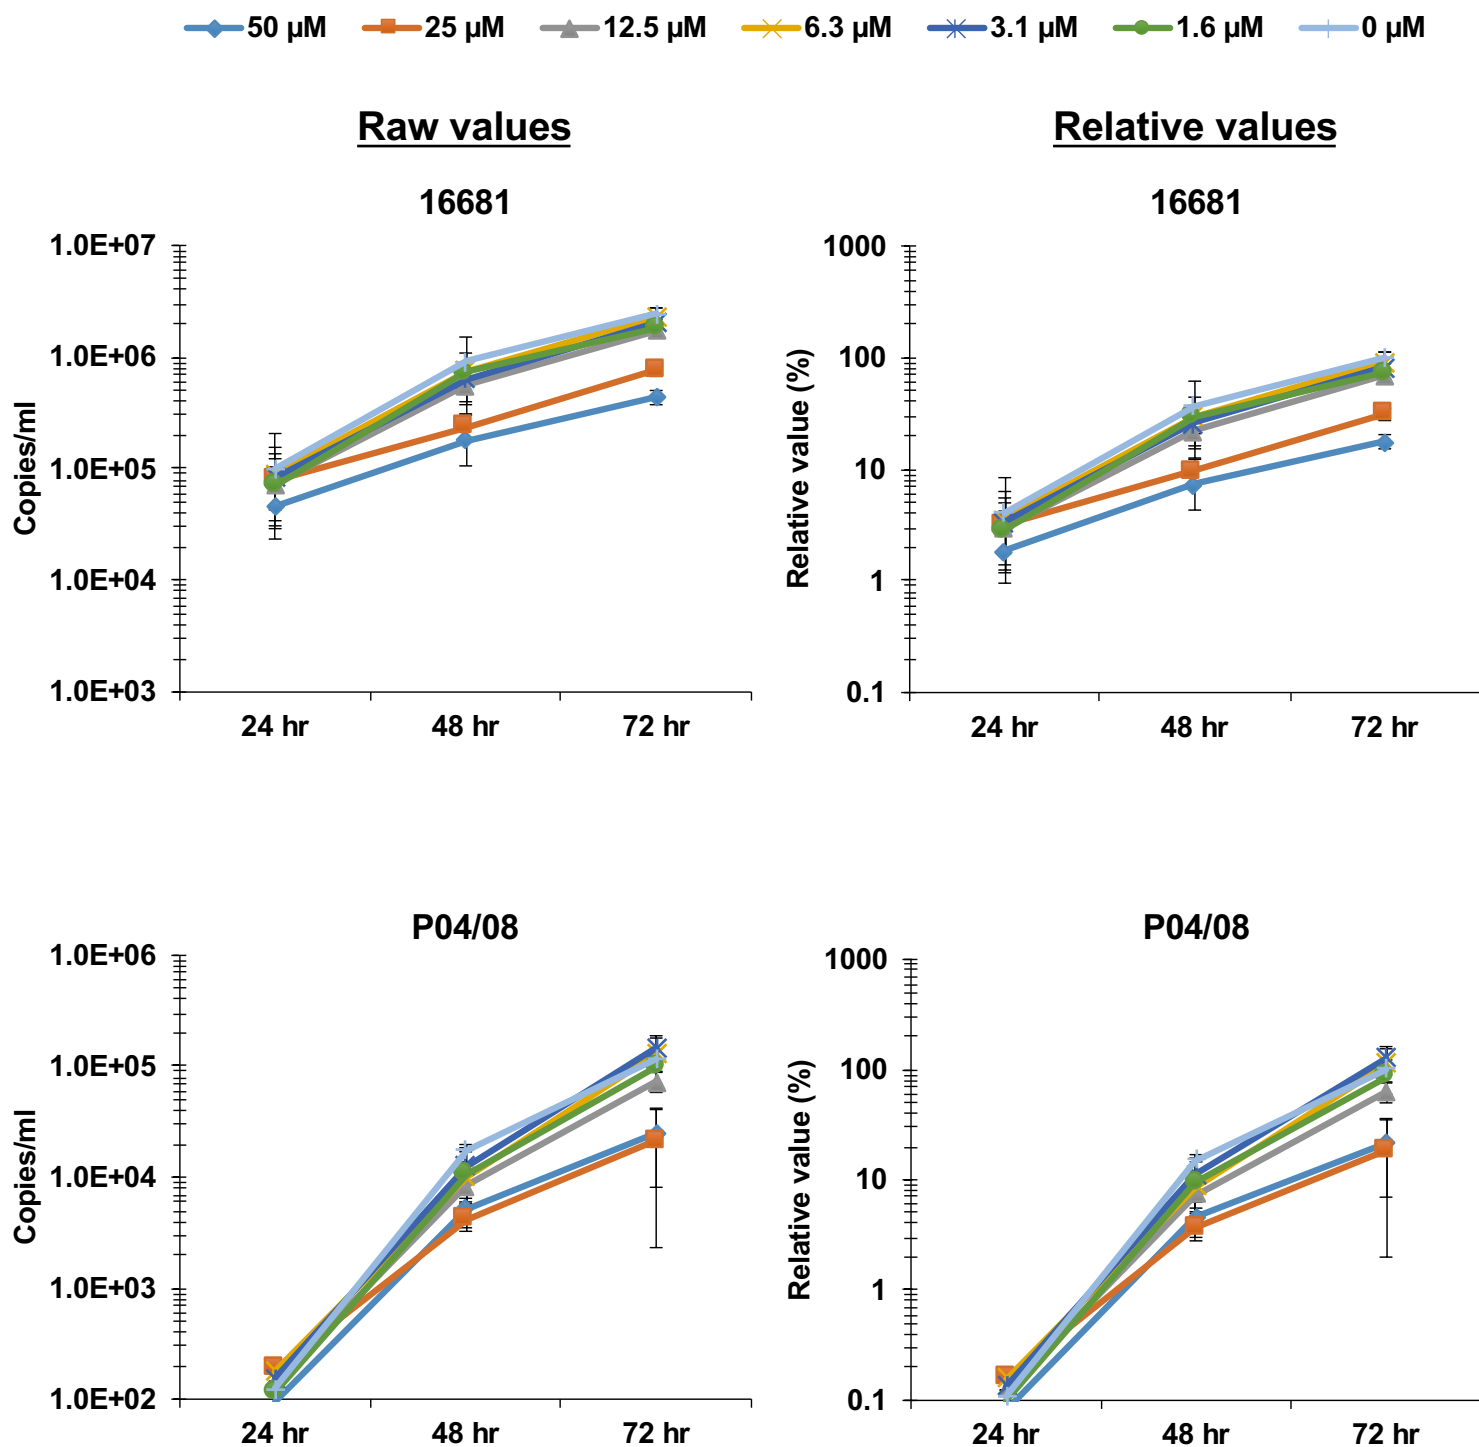 50 µM 25 µM 12.5 µM 6.3 µM 3.1 µM 1.6 µM 0 µM
Raw values
Relative values
16681
1.0E+07
1.0E+06
1.0E+05
1.0E+04
1.0E+03
Copies/ml
24 hr 48 hr 72 hr
16681
1000
100
10
1
0.1
Relative value (%)
24 hr 48 hr 72 hr
P04/08
1.0E+06
1.0E+05
1.0E+04
1.0E+03
1.0E+02
Copies/ml
24 hr 48 hr 72 hr
P04/08
1000
100
10
1
0.1
Relative value (%)
24 hr 48 hr 72 hr